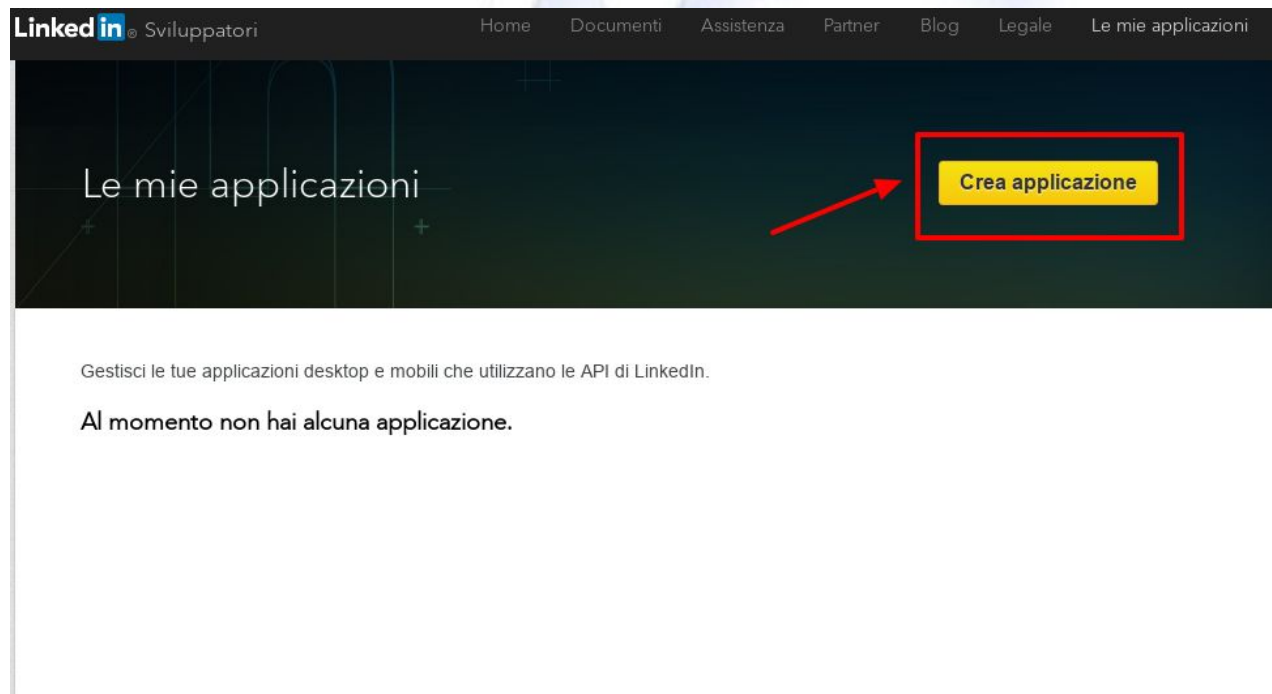 Linked in ® Sviluppatori Home Documenti Assistenza Partner Blog Legale Le mie applicazioni
Le mie applicazioni
Crea applicazione
Gestisci le tue applicazioni desktop e mobili che utilizzano le API di LinkedIn.
Al momento non hai alcuna applicazione.